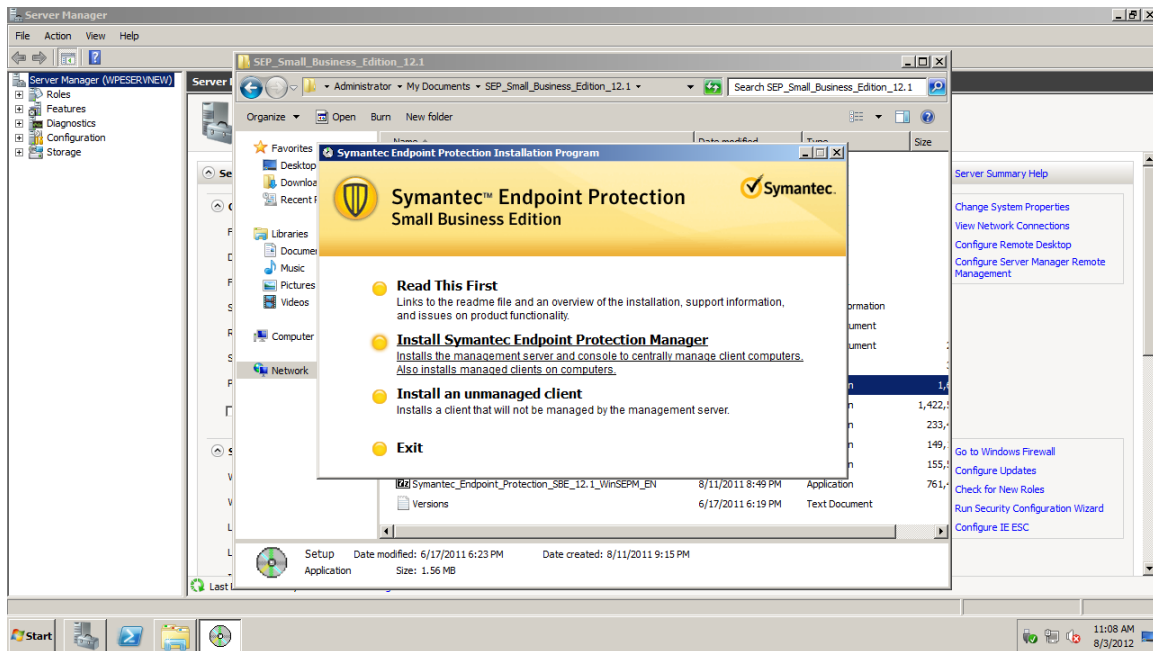 Server Manager
File Action View Help
Server Manager (WPESERVNEW)
Roles
Features
Diagnostics
Configuration
Storage
SEP_Small_Business_Edition_12.1
Administrator My Documents SEP_Small_Business_Edition_12.1
Search SEP_Small_Business_Edition_12.1
Organize Open Burn New folder
Name Date modified Type Size
Favorites
Desktop
Libraries
Music
Pictures
Videos
Computer
Network
Symantec Endpoint Protection Installation Program
Symantec™ Endpoint Protection
Small Business Edition
Symantec.
Read This First
Links to the readme file and an overview of the installation, support information,
and issues on product functionality.
Install Symantec Endpoint Protection Manager
Installs the management server and console to centrally manage client computers.
Also installs managed clients on computers.
Install an unmanaged client
Installs a client that will not be managed by the management server.
Exit
Symantec_Endpoint_Protection_SBE_12.1_WinSEPM_EN 8/11/2011 8:49 PM Application 761,
Versions 6/17/2011 6:19 PM Text Document
Setup Date modified: 6/17/2011 6:23 PM Date created: 8/11/2011 9:15 PM
Application Size: 1.56 MB
Server Summary Help
Change System Properties
View Network Connections
Configure Remote Desktop
Configure Server Manager Remote
Management
Go to Windows Firewall
Configure Updates
Check for New Roles
Run Security Configuration Wizard
Configure IE ESC
Last
Start
11:08 AM
8/3/2012